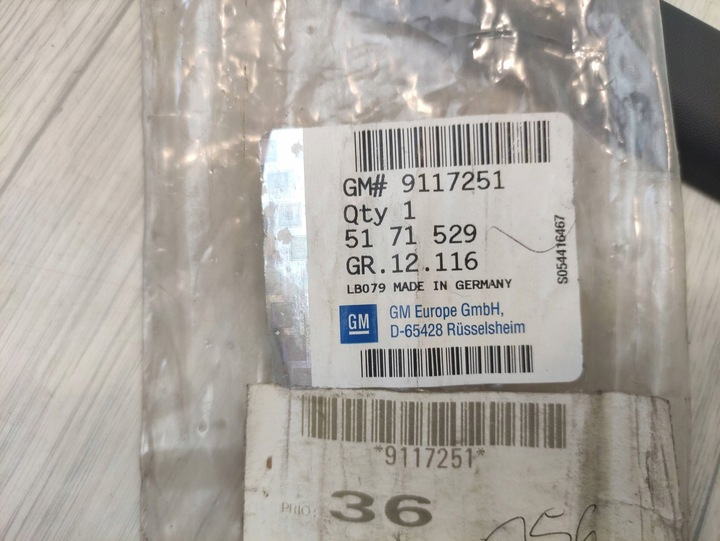 GM# 9117251
Qty 1
51 71 529
GR.12.116
LB079 MADE IN GERMANY
S054416467
GM
GM Europe GmbH,
D-65428 Rüsselsheim
*9117251*
PRIO: 36